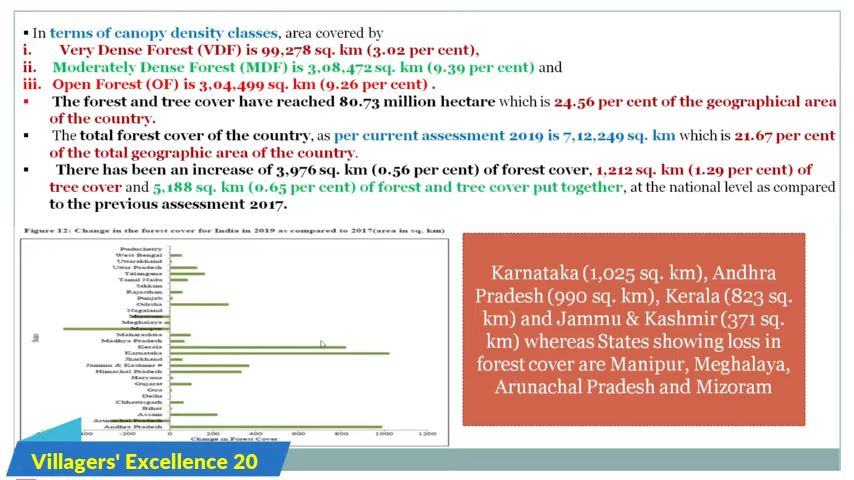 ▪ In terms of canopy density classes, area covered by
i. Very Dense Forest (VDF) is 99,278 sq. km (3.02 per cent),
ii. Moderately Dense Forest (MDF) is 3,08,472 sq. km (9.39 per cent) and
iii. Open Forest (OF) is 3,04,499 sq. km (9.26 per cent) .
▪ The forest and tree cover have reached 80.73 million hectare which is 24.56 per cent of the geographical area
of the country.
▪ The total forest cover of the country, as per current assessment 2019 is 7,12,249 sq. km which is 21.67 per cent
of the total geographic area of the country.
▪ There has been an increase of 3,976 sq. km (0.56 per cent) of forest cover, 1,212 sq. km (1.29 per cent) of
tree cover and 5,188 sq. km (0.65 per cent) of forest and tree cover put together, at the national level as compared
to the previous assessment 2017.
Figure 12: Change in the forest cover for India in 2019 as compared to 2017(area in sq. km)
Puducherry
West Bengal
Uttarakhand
Uttar Pradesh
Telangana
Tamil Nadu
Sikkim
Rajasthan
Punjab
Odisha
Nagaland
Mizoram
Meghalaya
Manipur
Maharashtra
Madhya Pradesh
Kerala
Karnataka
Jharkhand
Jammu & Kashmir #
Himachal Pradesh
Haryana
Gujarat
Goa
Delhi
Chhattisgarh
Bihar
Assam
Arunachal Pradesh
Andhra Pradesh
-200 0 200 400 600 800 1000 1200
Change in Forest Cover
Karnataka (1,025 sq. km), Andhra
Pradesh (990 sq. km), Kerala (823 sq.
km) and Jammu & Kashmir (371 sq.
km) whereas States showing loss in
forest cover are Manipur, Meghalaya,
Arunachal Pradesh and Mizoram
Villagers' Excellence 20